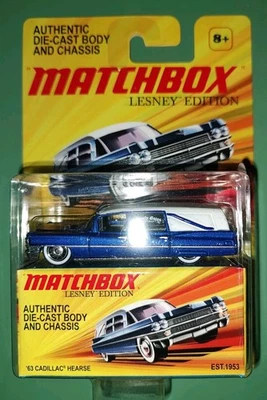 AUTHENTIC
DIE-CAST BODY
AND CHASSIS
8+
"MATCHBOX"
LESNEY EDITION
MATCHBOX
LESNEY EDITION
AUTHENTIC
DIE-CAST BODY
AND CHASSIS
'63 CADILLAC HEARSE
EST.1953